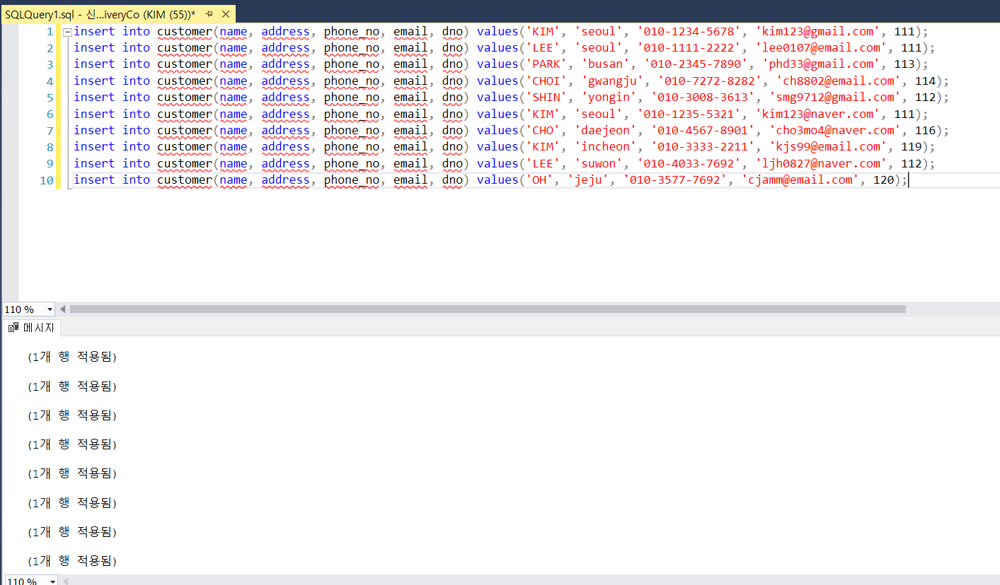 SQLQuery1.sql - 신...iveryCo (KIM (55))*
1 insert into customer(name, address, phone_no, email, dno) values('KIM', 'seoul', '010-1234-5678', 'kim123@gmail.com', 111);
2 insert into customer(name, address, phone_no, email, dno) values('LEE', 'seoul', '010-1111-2222', 'lee0107@email.com', 111);
3 insert into customer(name, address, phone_no, email, dno) values('PARK', 'busan', '010-2345-7890', 'phd33@gmail.com', 113);
4 insert into customer(name, address, phone_no, email, dno) values('CHOI', 'gwangju', '010-7272-8282', 'ch8802@email.com', 114);
5 insert into customer(name, address, phone_no, email, dno) values('SHIN', 'yongin', '010-3008-3613', 'smg9712@gmail.com', 112);
6 insert into customer(name, address, phone_no, email, dno) values('KIM', 'seoul', '010-1235-5321', 'kim123@naver.com', 111);
7 insert into customer(name, address, phone_no, email, dno) values('CHO', 'daejeon', '010-4567-8901', 'cho3mo4@naver.com', 116);
8 insert into customer(name, address, phone_no, email, dno) values('KIM', 'incheon', '010-3333-2211', 'kjs99@email.com', 119);
9 insert into customer(name, address, phone_no, email, dno) values('LEE', 'suwon', '010-4033-7692', 'ljh0827@naver.com', 112);
10 insert into customer(name, address, phone_no, email, dno) values('OH', 'jeju', '010-3577-7692', 'cjamm@email.com', 120);
110 %
메시지
(1개 행 적용됨)
(1개 행 적용됨)
(1개 행 적용됨)
(1개 행 적용됨)
(1개 행 적용됨)
(1개 행 적용됨)
(1개 행 적용됨)
(1개 행 적용됨)
110 %